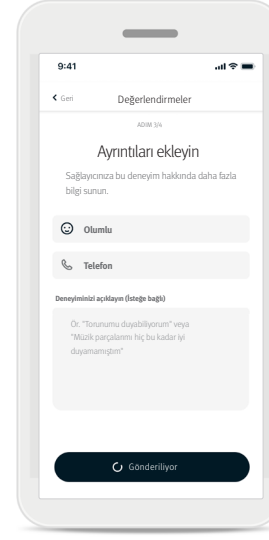 9:41
Geri
Değerlendirmeler
ADIM 3/4
Ayrıntıları ekleyin
Sağlayıcınıza bu deneyim hakkında daha fazla
bilgi sunun.
Olumlu
Telefon
Deneyiminizi açıklayın (İsteğe bağlı)
Ör. "Torunumu duyabiliyorum" veya
"Müzik parçalarını hiç bu kadar iyi
duyamamıştım"
Gönderiliyor